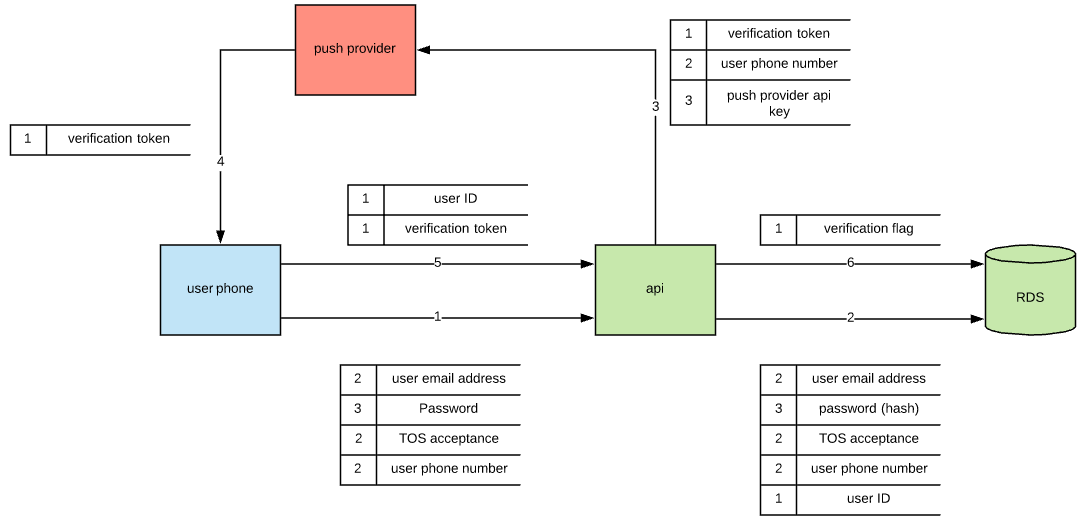 push provider
1 verification token
2 user phone number
3 push provider api
key
3
1 verification token
4
1 user ID
1 verification token
1 verification flag
user phone
5
api
6
RDS
1
2
2 user email address
3 Password
2 TOS acceptance
2 user phone number
2 user email address
3 password (hash)
2 TOS acceptance
2 user phone number
1 user ID